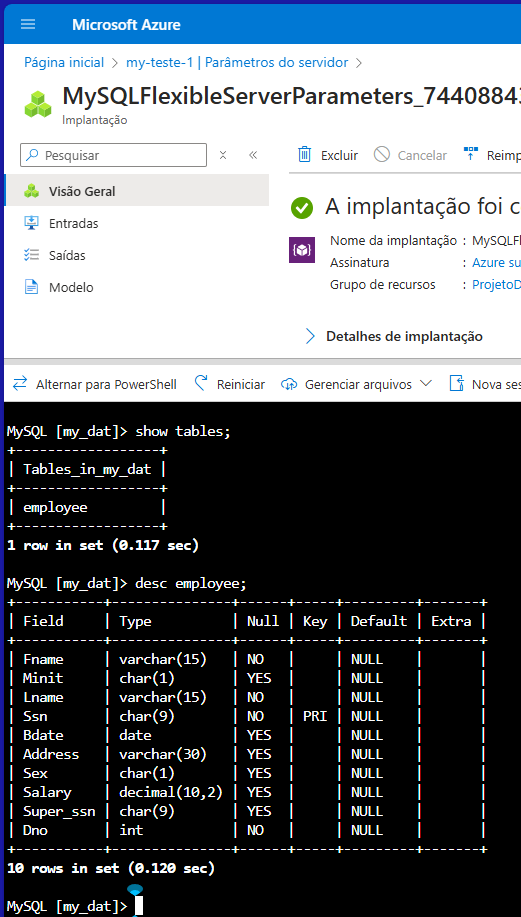 Microsoft Azure
Página inicial > my-teste-1 | Parâmetros do servidor >
MySQLFlexibleServerParameters_7440884
Implantação
Pesquisar
Excluir
Cancelar
Reimp
Visão Geral
Entradas
Saídas
Modelo
A implantação foi c
Nome da implantação : MySQLFl
Assinatura : Azure su
Grupo de recursos : ProjetoD
Detalhes de implantação
Alternar para PowerShell
Reiniciar
Gerenciar arquivos
Nova ses
MySQL [my_dat]> show tables;
+------------------+
| Tables_in_my_dat |
+------------------+
| employee         |
+------------------+
1 row in set (0.117 sec)
MySQL [my_dat]> desc employee;
+-----------+---------------+------+-----+---------+-------+
| Field     | Type          | Null | Key | Default | Extra |
+-----------+---------------+------+-----+---------+-------+
| Fname     | varchar(15)   | NO   |     | NULL    |       |
| Minit     | char(1)       | YES  |     | NULL    |       |
| Lname     | varchar(15)   | NO   |     | NULL    |       |
| Ssn       | char(9)       | NO   | PRI | NULL    |       |
| Bdate     | date          | YES  |     | NULL    |       |
| Address   | varchar(30)   | YES  |     | NULL    |       |
| Sex       | char(1)       | YES  |     | NULL    |       |
| Salary    | decimal(10,2) | YES  |     | NULL    |       |
| Super_ssn | char(9)       | YES  |     | NULL    |       |
| Dno       | int           | NO   |     | NULL    |       |
+-----------+---------------+------+-----+---------+-------+
10 rows in set (0.120 sec)
MySQL [my_dat]>